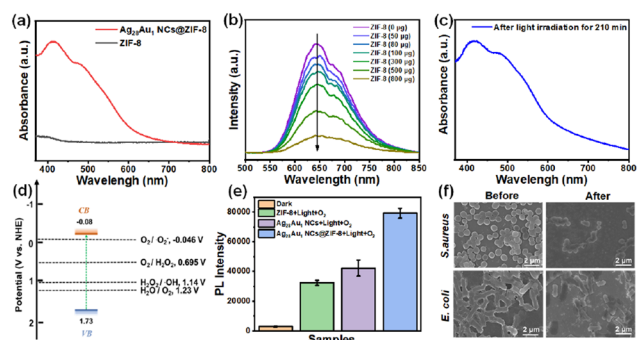 (a)
Ag28Au1 NCs@ZIF-8
ZIF-8
Absorbance (a.u.)
400 500 600 700 800
Wavelength (nm)
(b)
ZIF-8 (0 μg)
ZIF-8 (50 μg)
ZIF-8 (80 μg)
ZIF-8 (100 μg)
ZIF-8 (300 μg)
ZIF-8 (500 μg)
ZIF-8 (600 μg)
Intensity (a.u.)
500 550 600 650 700 750 800 850
Wavelengh (nm)
(c)
After light irradiation for 210 min
Absorbance (a.u.)
400 500 600 700 800
Wavelength (nm)
(d)
Potential (V vs. NHE)
-1
0
1
2
CB
-0.08
O2/ ·O2-, -0.046 V
O2/ H2O2, 0.695 V
H2O2/ ·OH, 1.14 V
H2O/ O2, 1.23 V
1.73
VB
(e)
Dark
ZIF-8+Light+O2
Ag28Au1 NCs+Light+O2
Ag28Au1 NCs@ZIF-8+Light+O2
PL Intensity
80000
60000
40000
20000
0
Samples
(f)
Before After
S.aureus
2 μm 2 μm
E. coli
2 μm 2 μm